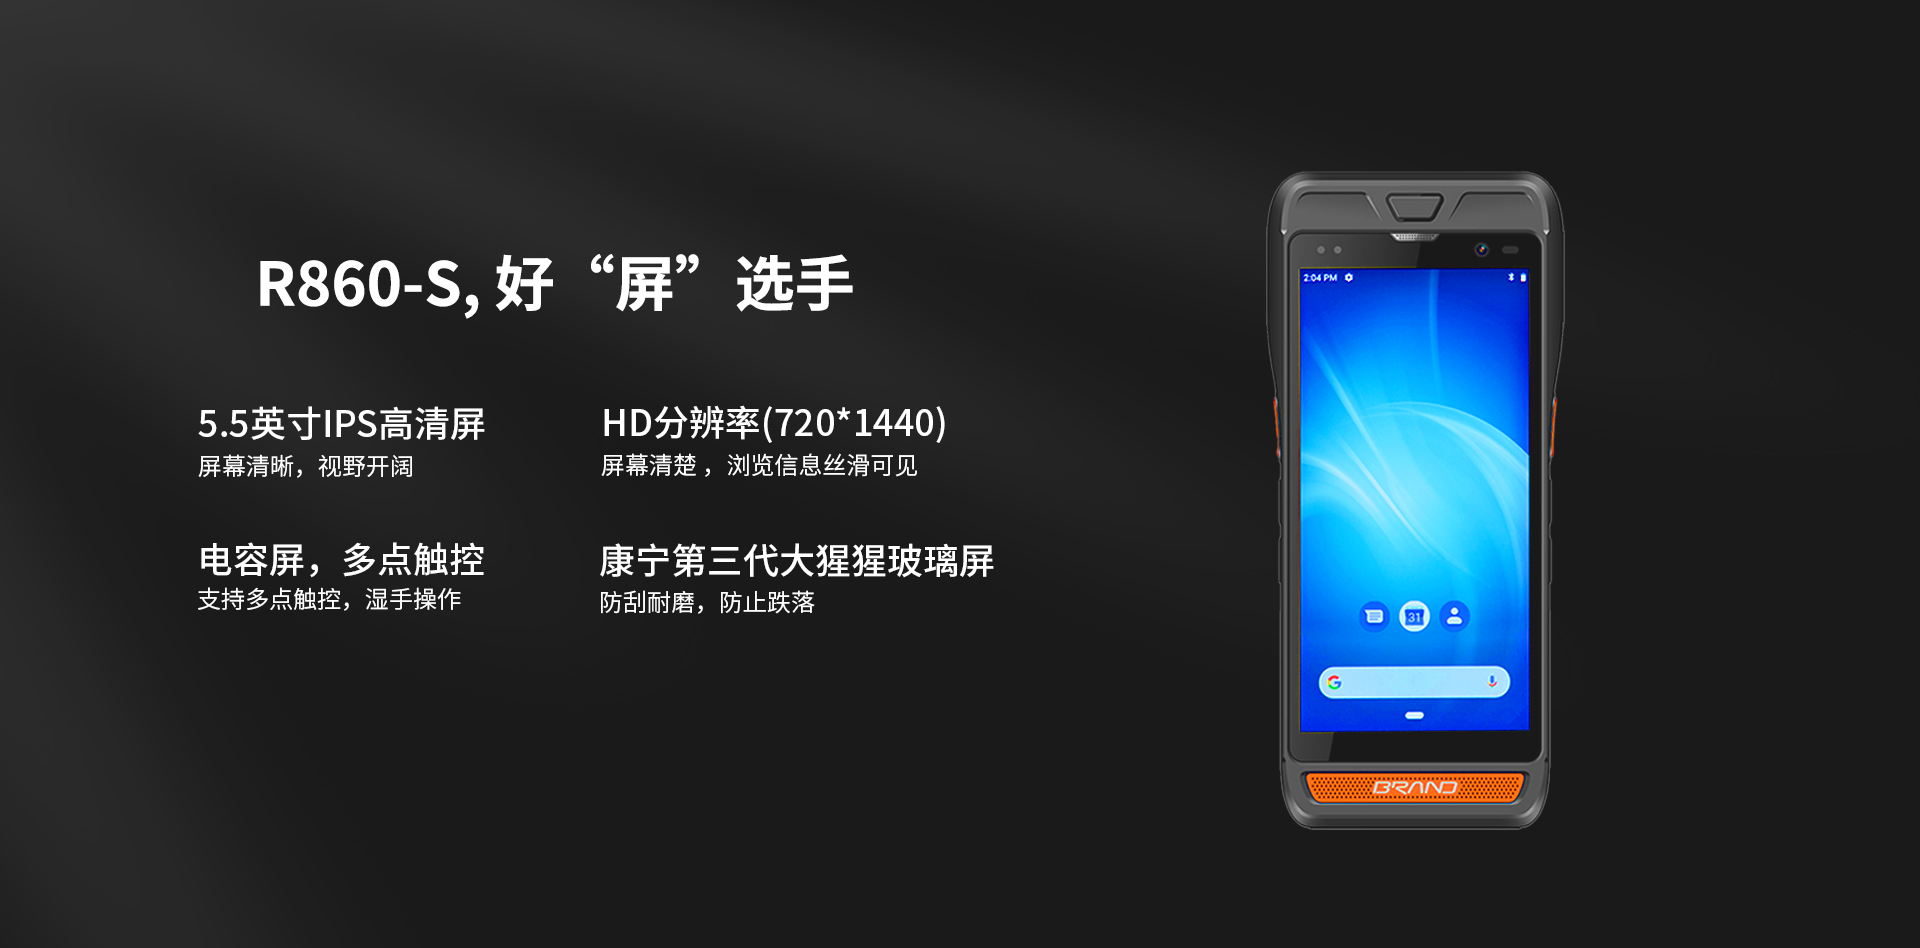 R860-S, 好“屏”选手
5.5英寸IPS高清屏
屏幕清晰，视野开阔
HD分辨率(720*1440)
屏幕清楚 ，浏览信息丝滑可见
电容屏，多点触控
支持多点触控，湿手操作
康宁第三代大猩猩玻璃屏
防刮耐磨，防止跌落
2:04 PM
31
BRAND